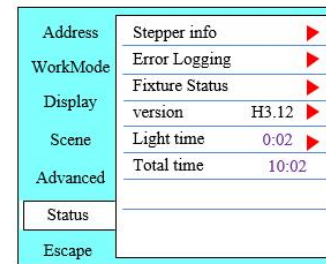 Address
WorkMode
Display
Scene
Advanced
Status
Escape
Stepper info
Error Logging
Fixture Status
version H3.12
Light time 0:02
Total time 10:02